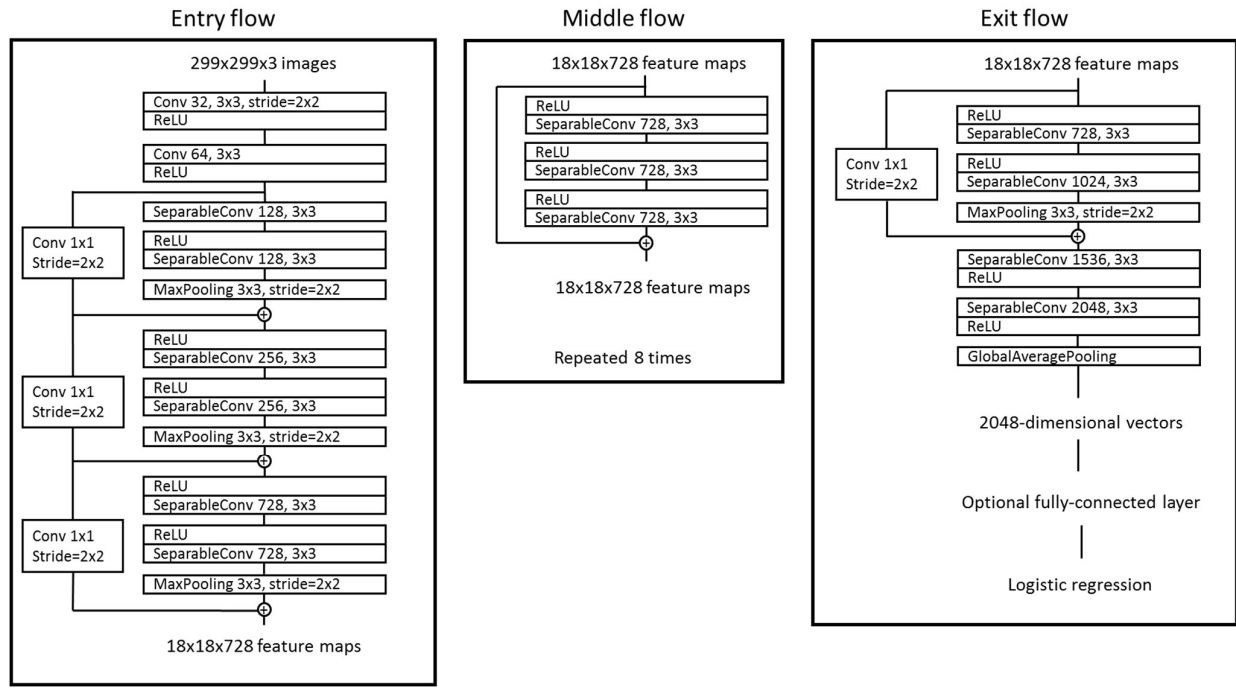 Entry flow
299x299x3 images
Conv 32, 3x3, stride=2x2
ReLU
Conv 64, 3x3
ReLU
SeparableConv 128, 3x3
Conv 1x1
Stride=2x2
ReLU
SeparableConv 128, 3x3
MaxPooling 3x3, stride=2x2
ReLU
SeparableConv 256, 3x3
Conv 1x1
Stride=2x2
ReLU
SeparableConv 256, 3x3
MaxPooling 3x3, stride=2x2
ReLU
SeparableConv 728, 3x3
Conv 1x1
Stride=2x2
ReLU
SeparableConv 728, 3x3
MaxPooling 3x3, stride=2x2
18x18x728 feature maps
Middle flow
18x18x728 feature maps
ReLU
SeparableConv 728, 3x3
ReLU
SeparableConv 728, 3x3
ReLU
SeparableConv 728, 3x3
18x18x728 feature maps
Repeated 8 times
Exit flow
18x18x728 feature maps
ReLU
SeparableConv 728, 3x3
Conv 1x1
Stride=2x2
ReLU
SeparableConv 1024, 3x3
MaxPooling 3x3, stride=2x2
SeparableConv 1536, 3x3
ReLU
SeparableConv 2048, 3x3
ReLU
GlobalAveragePooling
2048-dimensional vectors
Optional fully-connected layer
Logistic regression